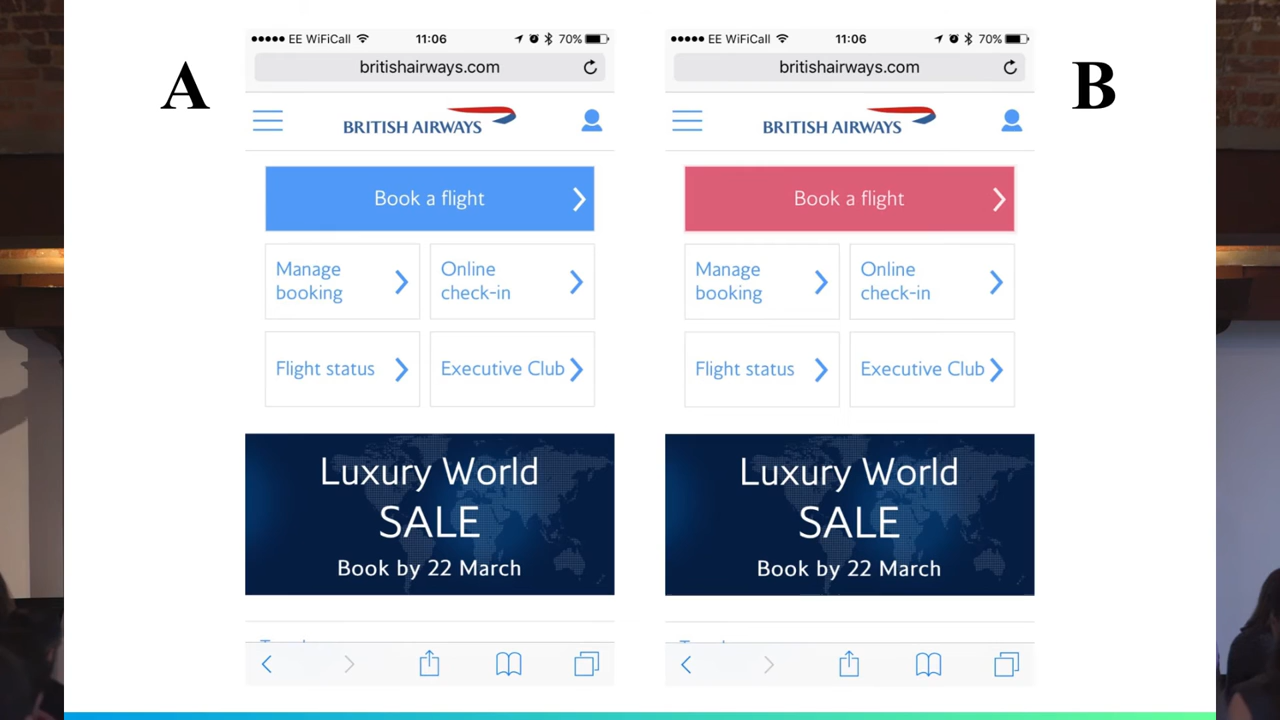 A
EE WiFiCall
11:06
70%
britishairways.com
BRITISH AIRWAYS
Book a flight
Manage
booking
Online
check-in
Flight status
Executive Club
Luxury World
SALE
Book by 22 March
B
EE WiFiCall
11:06
70%
britishairways.com
BRITISH AIRWAYS
Book a flight
Manage
booking
Online
check-in
Flight status
Executive Club
Luxury World
SALE
Book by 22 March